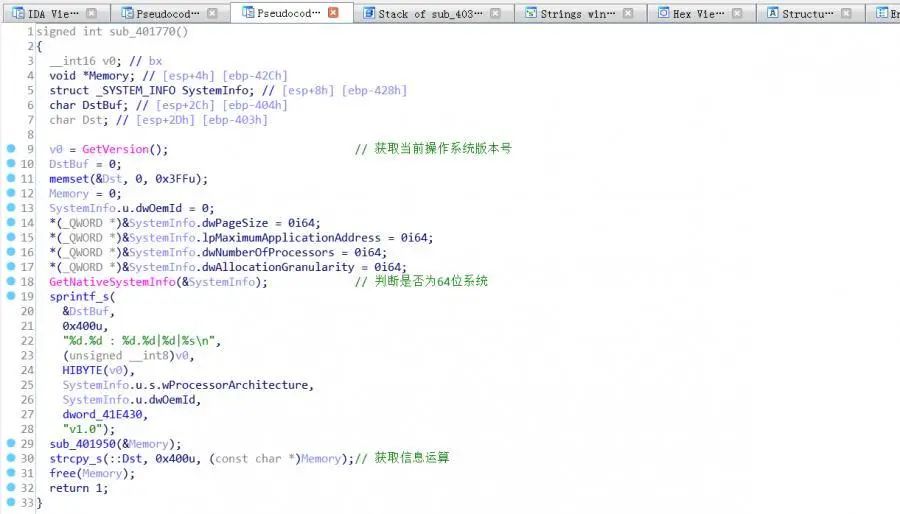 IDA Vie…
Pseudocod…
Pseudocod…
Stack of sub_403…
Strings win…
Hex Vie…
Structu…
En
1 signed int sub_401770()
2 {
3 __int16 v0; // bx
4 void *Memory; // [esp+4h] [ebp-42Ch]
5 struct _SYSTEM_INFO SystemInfo; // [esp+8h] [ebp-428h]
6 char DstBuf; // [esp+2Ch] [ebp-404h]
7 char Dst; // [esp+2Dh] [ebp-403h]
8
9 v0 = GetVersion(); // 获取当前操作系统版本号
10 DstBuf = 0;
11 memset(&Dst, 0, 0x3FFu);
12 Memory = 0;
13 SystemInfo.u.dwOemId = 0;
14 *(_QWORD *)&SystemInfo.dwPageSize = 0i64;
15 *(_QWORD *)&SystemInfo.lpMaximumApplicationAddress = 0i64;
16 *(_QWORD *)&SystemInfo.dwNumberOfProcessors = 0i64;
17 *(_QWORD *)&SystemInfo.dwAllocationGranularity = 0i64;
18 GetNativeSystemInfo(&SystemInfo); // 判断是否为64位系统
19 sprintf_s(
20 &DstBuf,
21 0x400u,
22 "%d.%d : %d.%d|%d|%s\n",
23 (unsigned __int8)v0,
24 HIBYTE(v0),
25 SystemInfo.u.s.wProcessorArchitecture,
26 SystemInfo.u.dwOemId,
27 dword_41E430,
28 "v1.0");
29 sub_401950(&Memory);
30 strcpy_s(::Dst, 0x400u, (const char *)Memory);// 获取信息运算
31 free(Memory);
32 return 1;
33 }